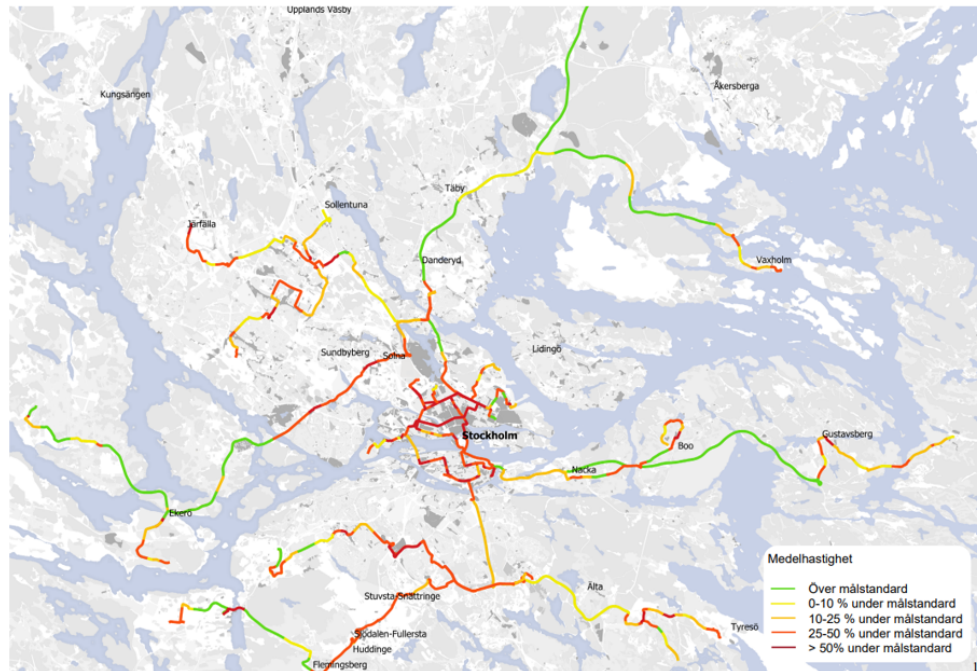 Upplands Väsby
Kungsängen
Åkersberga
Täby
Sollentuna
Järfälla
Danderyd
Vaxholm
Lidingö
Sundbyberg
Solna
Stockholm
Gustavsberg
Boo
Nacka
Ekerö
Medelhastighet
Över målstandard
0-10 % under målstandard
10-25 % under målstandard
25-50 % under målstandard
> 50% under målstandard
Älta
Stuvsta-Snättringe
Tyresö
Sjödalen-Fullersta
Huddinge
Flemingsberg